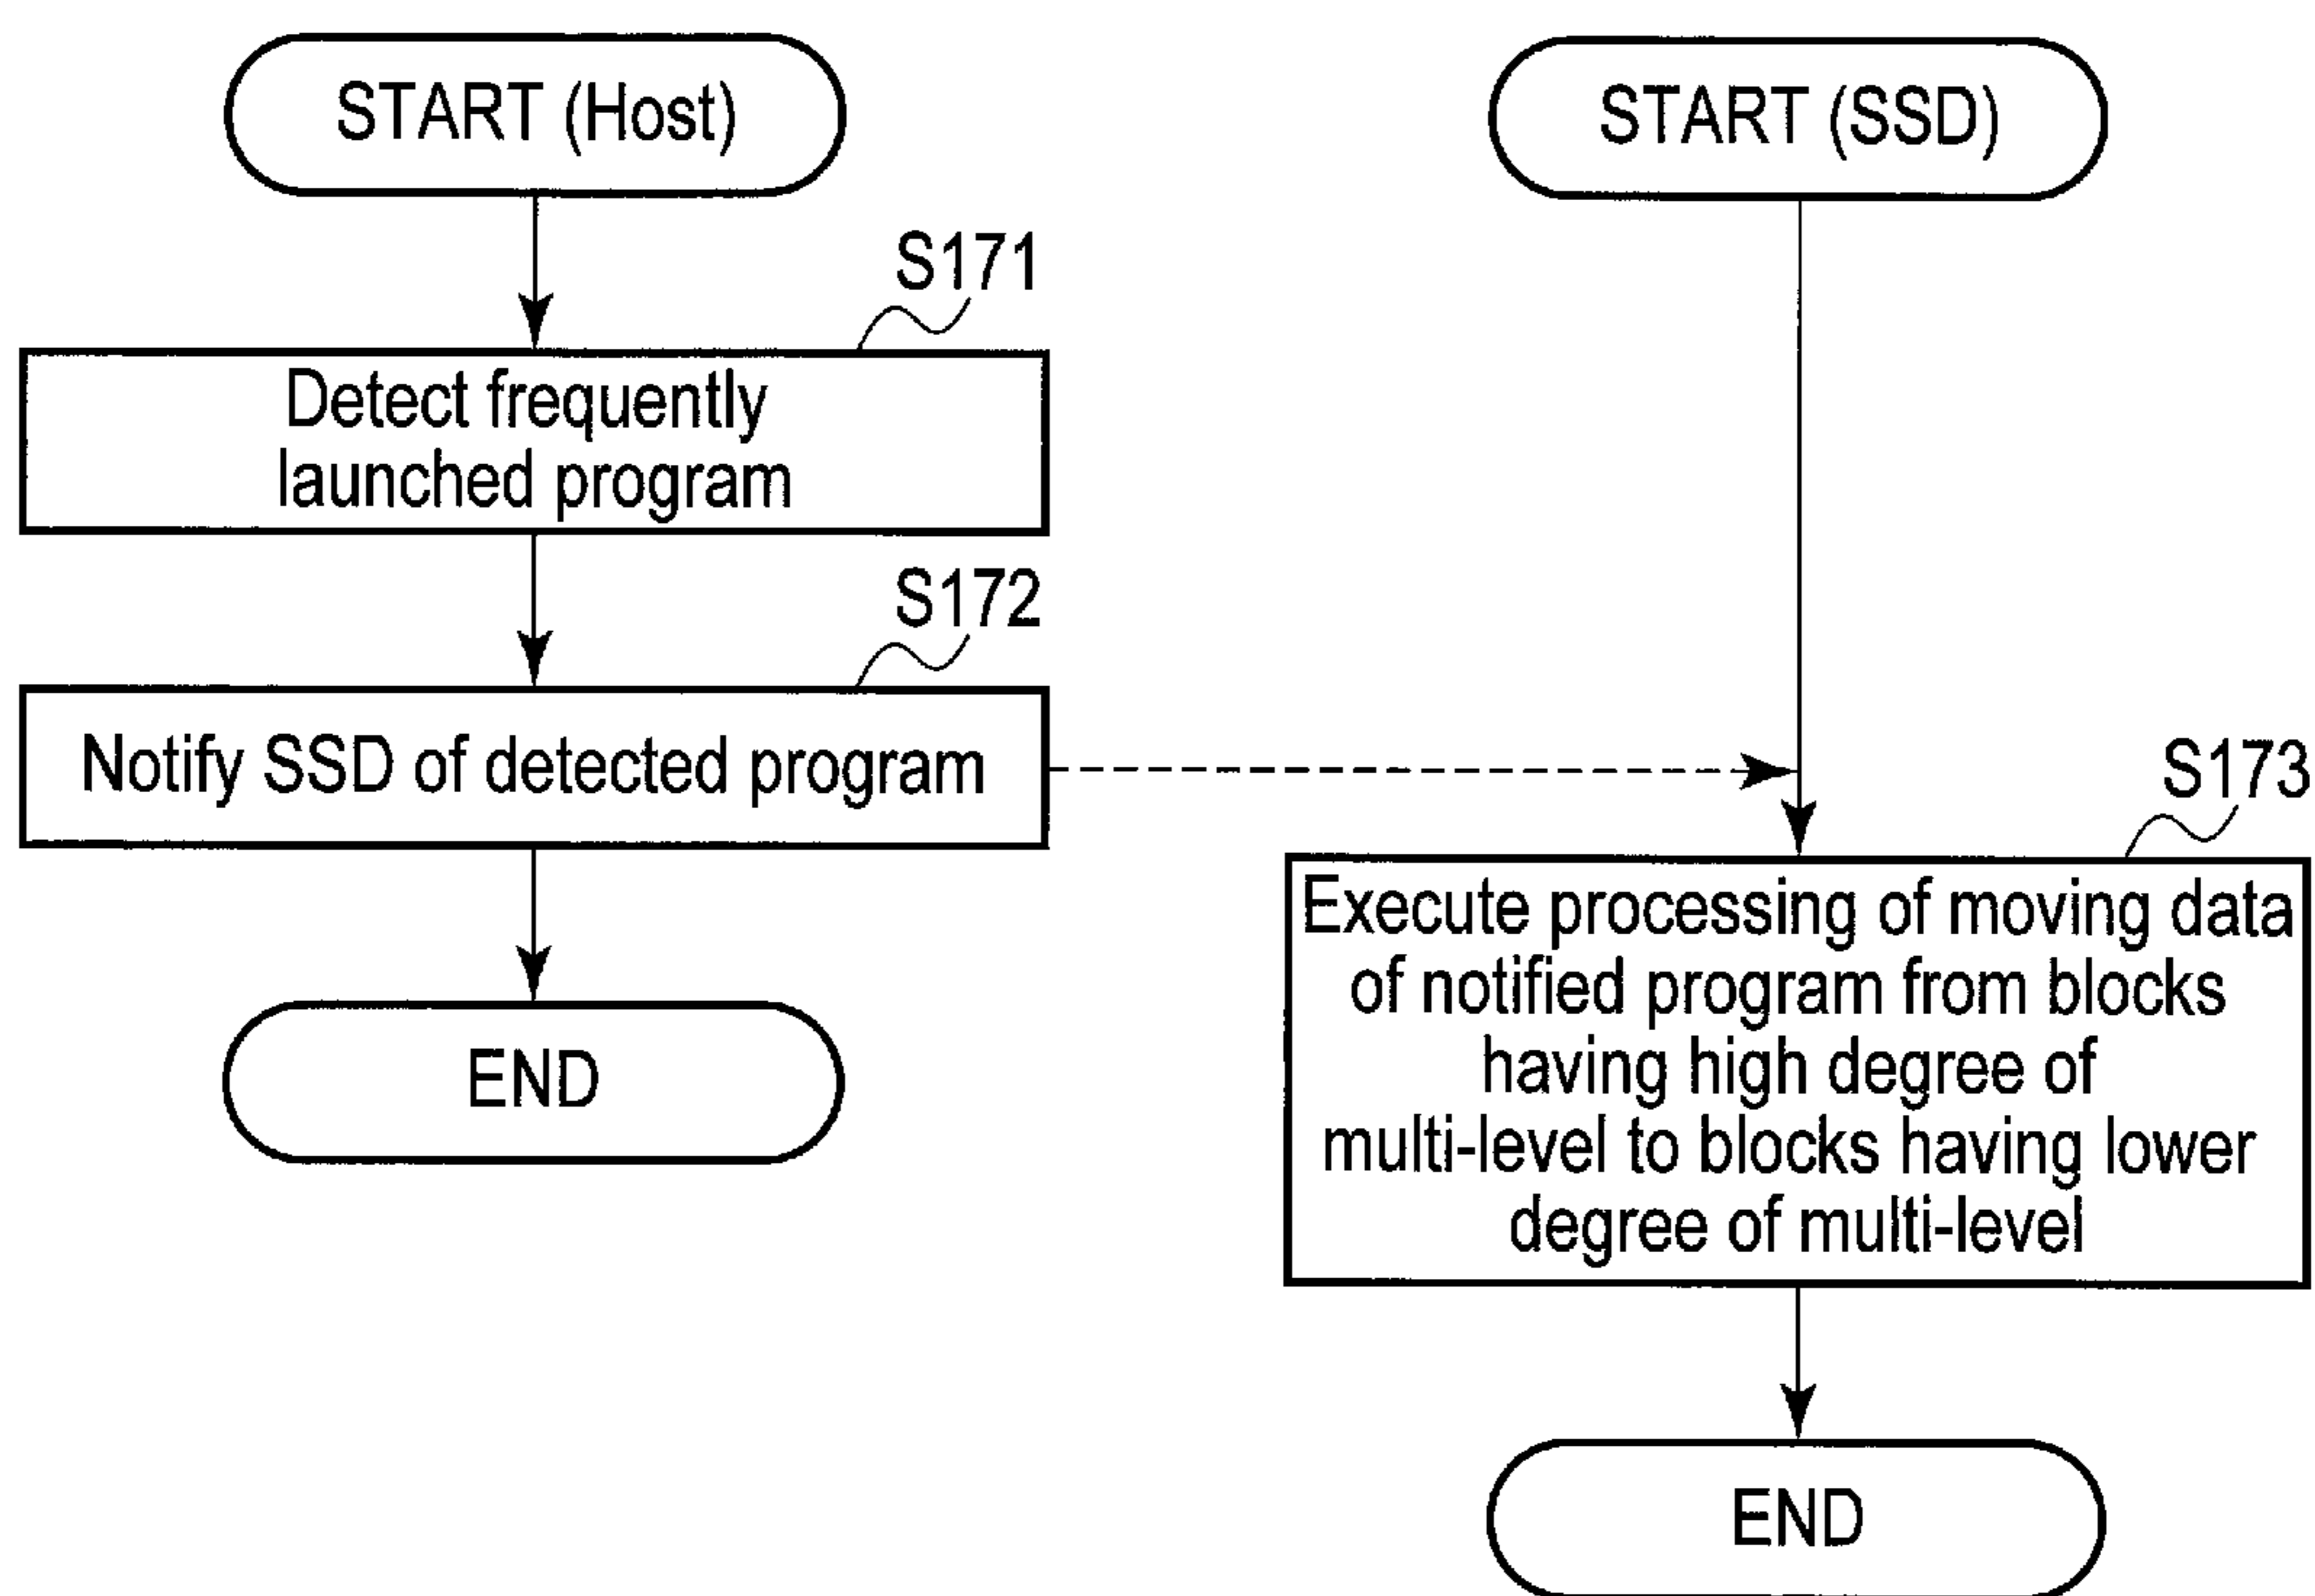 START (Host)
S171
Detect frequently
launched program
S172
Notify SSD of detected program
END
START (SSD)
S173
Execute processing of moving data
of notified program from blocks
having high degree of
multi-level to blocks having lower
degree of multi-level
END